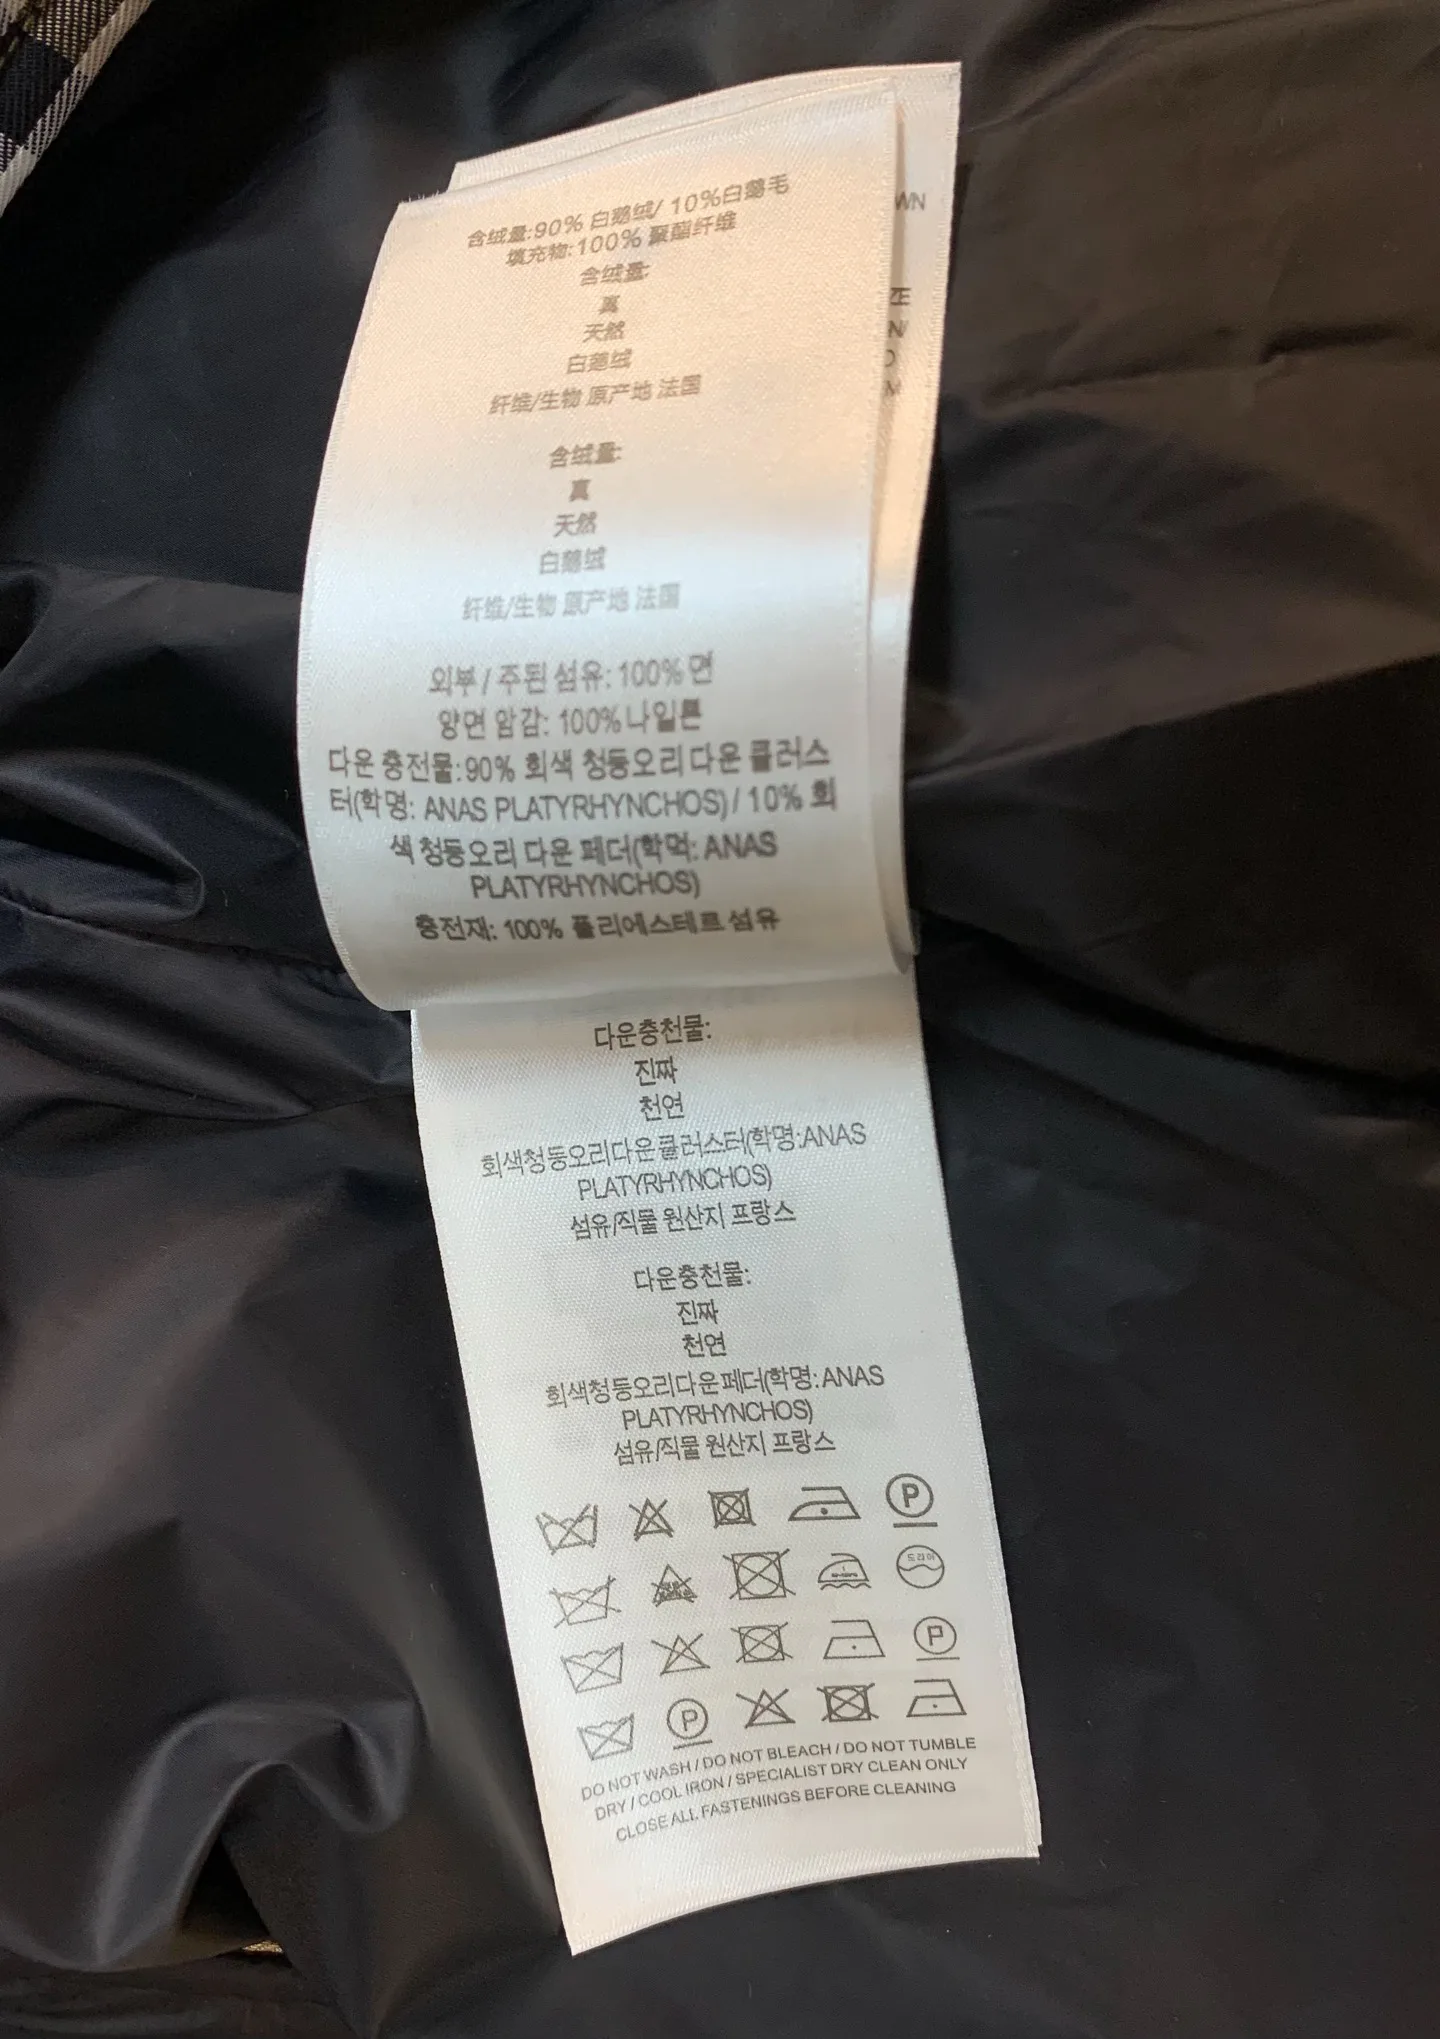 含绒量:90% 白鹅绒/ 10%白鹅毛
填充物:100% 聚酯纤维
含绒量:
真
天然
白鹅绒
纤维/生物 原产地 法国
含绒量:
真
天然
白鹅绒
纤维/生物 原产地 法国
외부 / 주된 섬유: 100% 면
양면 암감: 100% 나일론
다운 충전물:90% 회색 청둥오리 다운 클러스
터(학명: ANAS PLATYRHYNCHOS) / 10% 회
색 청둥오리 다운 페더(학먹: ANAS
PLATYRHYNCHOS)
충전재: 100% 폴리에스테르 섬유
다운충천물:
진짜
천연
회색청둥오리다운클러스터(학명:ANAS
PLATYRHYNCHOS)
섬유/직물 원산지 프랑스
다운충천물:
진짜
천연
회색청둥오리다운페더(학명: ANAS
PLATYRHYNCHOS)
섬유/직물 원산지 프랑스
P
드라이
P
P
DO NOT WASH / DO NOT BLEACH / DO NOT TUMBLE
DRY / COOL IRON / SPECIALIST DRY CLEAN ONLY
CLOSE ALL FASTENINGS BEFORE CLEANING
WN